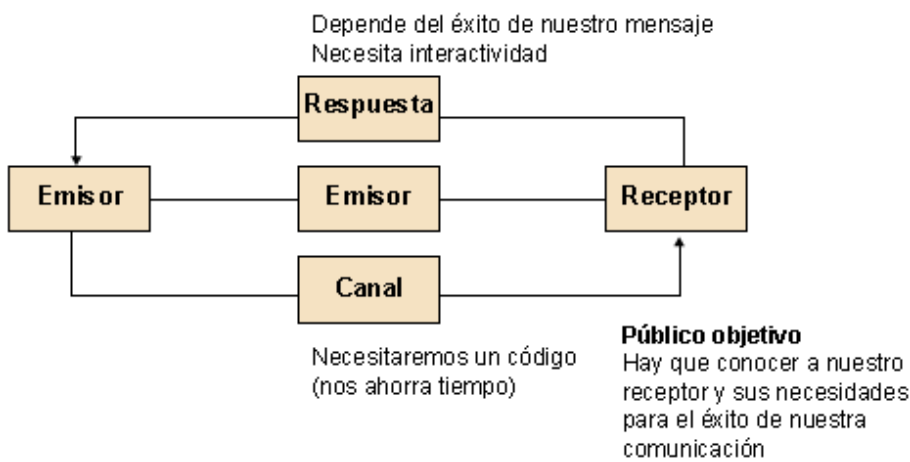 Depende del éxito de nuestro mensaje
Necesita interactividad
Respuesta
Emisor
Emisor
Receptor
Canal
Necesitaremos un código
(nos ahorra tiempo)
Público objetivo
Hay que conocer a nuestro
receptor y sus necesidades
para el éxito de nuestra
comunicación